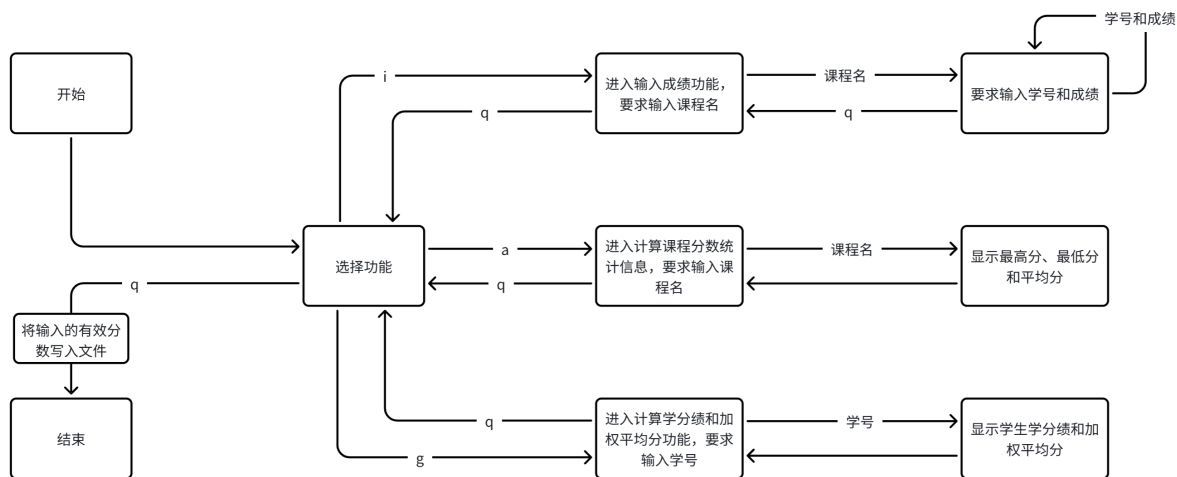 学号和成绩
开始
i
进入输入成绩功能，
要求输入课程名
课程名
要求输入学号和成绩
q
q
选择功能
a
进入计算课程分数统
计信息，要求输入课
程名
课程名
显示最高分、最低分
和平均分
q
q
将输入的有效分
数写入文件
结束
q
g
进入计算学分绩和加
权平均分功能，要求
输入学号
学号
显示学生学分绩和加
权平均分